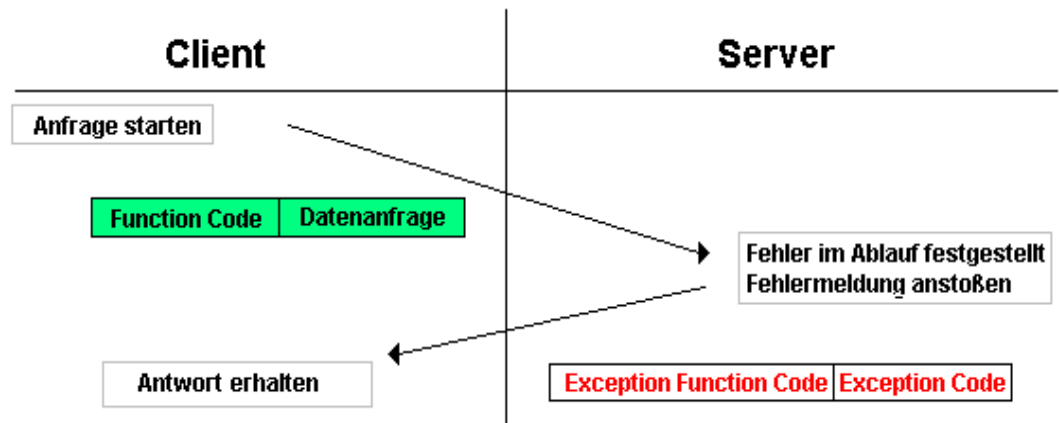 Client
Server
Anfrage starten
Function Code
Datenanfrage
Fehler im Ablauf festgestellt
Fehlermeldung anstoßen
Antwort erhalten
Exception Function Code
Exception Code